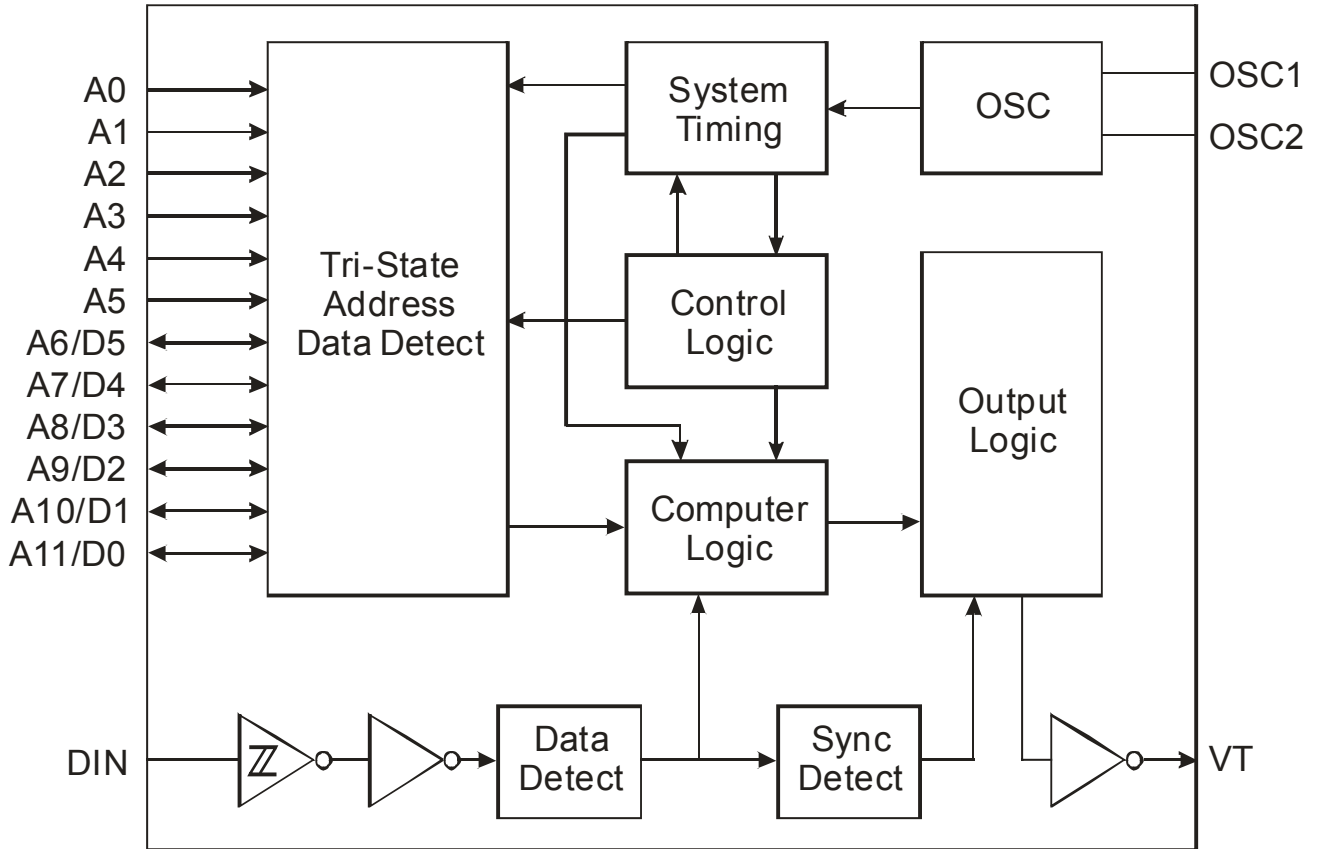 A0
A1
A2
A3
A4
A5
A6/D5
A7/D4
A8/D3
A9/D2
A10/D1
A11/D0
DIN
Tri-State
Address
Data Detect
System
Timing
OSC
OSC1
OSC2
Control
Logic
Output
Logic
Computer
Logic
Data
Detect
Sync
Detect
VT